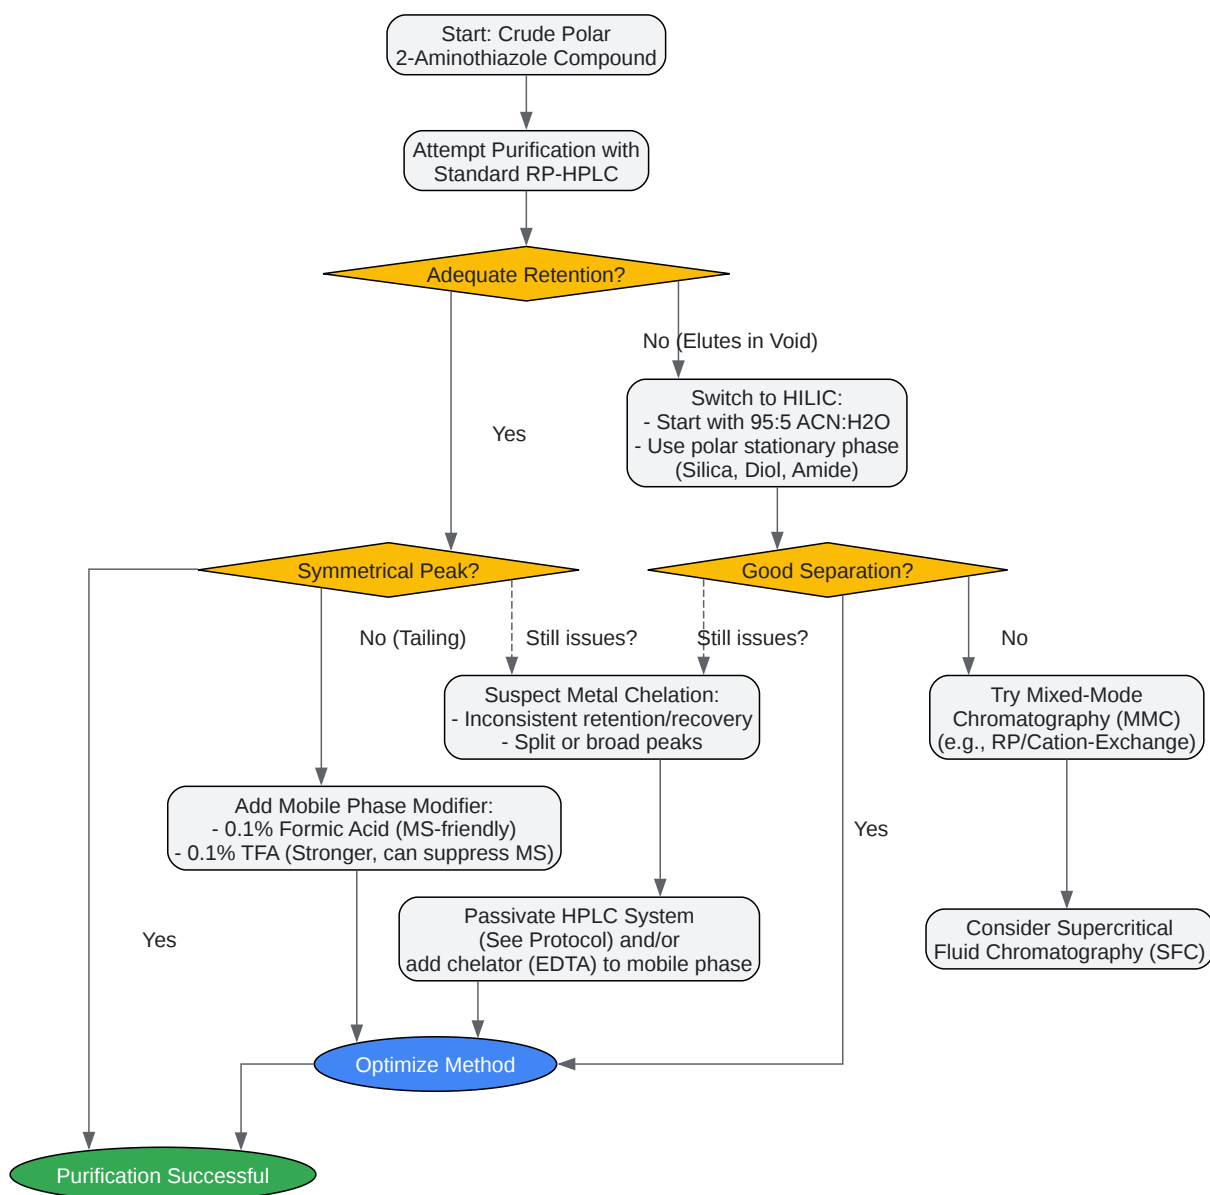 Start: Crude Polar
2-Aminothiazole Compound
Attempt Purification with
Standard RP-HPLC
Adequate Retention?
No (Elutes in Void)
Switch to HILIC:
- Start with 95:5 ACN:H2O
- Use polar stationary phase
(Silica, Diol, Amide)
Yes
Symmetrical Peak?
Good Separation?
No (Tailing)
Still issues?
Still issues?
No
Suspect Metal Chelation:
- Inconsistent retention/recovery
- Split or broad peaks
Try Mixed-Mode
Chromatography (MMC)
(e.g., RP/Cation-Exchange)
Add Mobile Phase Modifier:
- 0.1% Formic Acid (MS-friendly)
- 0.1% TFA (Stronger, can suppress MS)
Yes
Passivate HPLC System
(See Protocol) and/or
add chelator (EDTA) to mobile phase
Consider Supercritical
Fluid Chromatography (SFC)
Yes
Optimize Method
Purification Successful